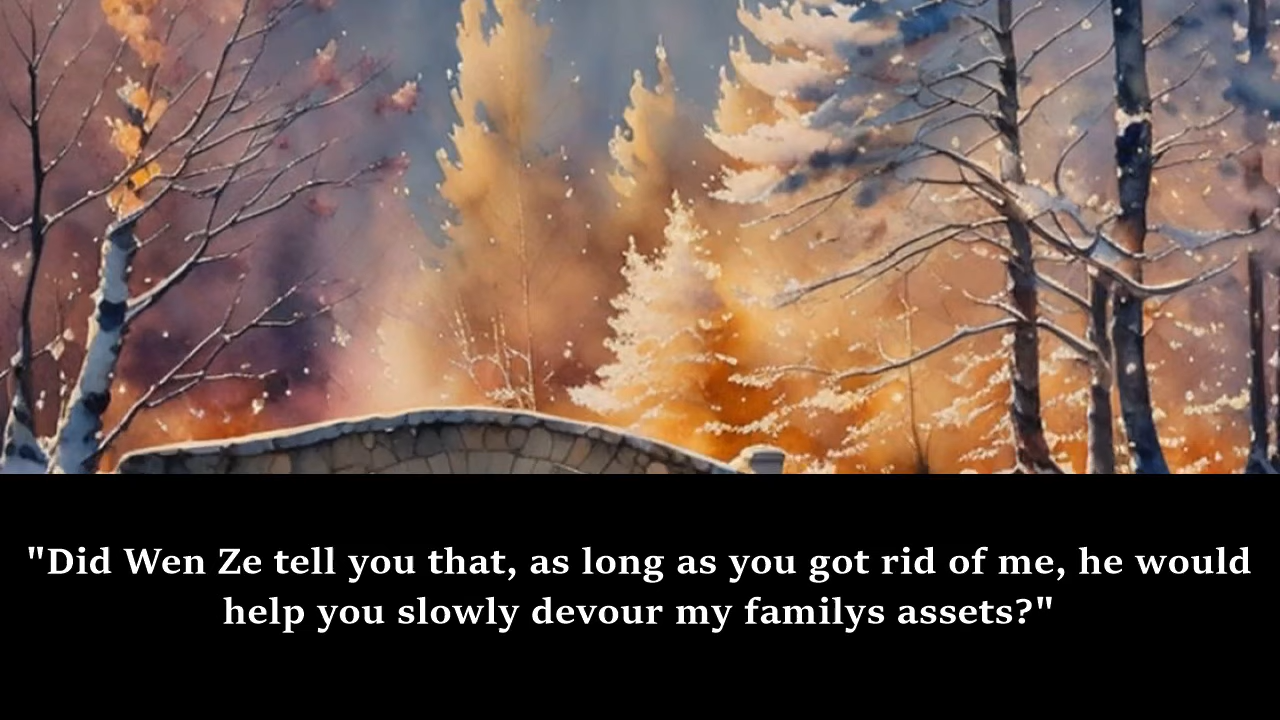 "Did Wen Ze tell you that, as long as you got rid of me, he would
help you slowly devour my familys assets?"